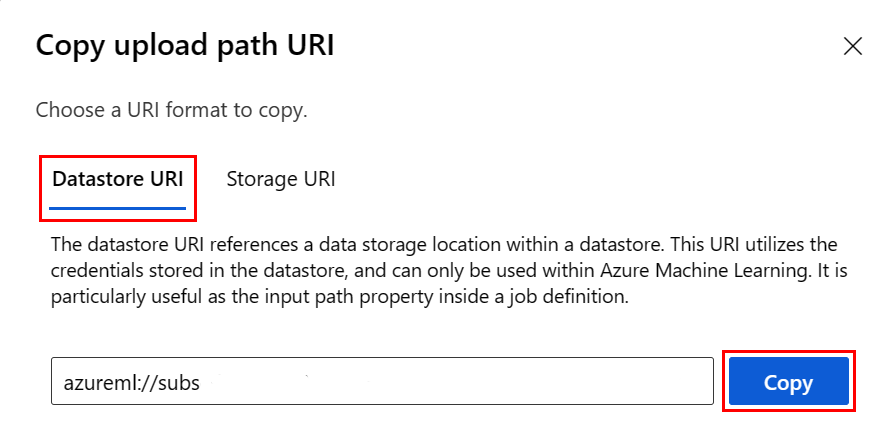 Copy upload path URI
Choose a URI format to copy.
Datastore URI Storage URI
The datastore URI references a data storage location within a datastore. This URI utilizes the
credentials stored in the datastore, and can only be used within Azure Machine Learning. It is
particularly useful as the input path property inside a job definition.
azureml://subs
Copy